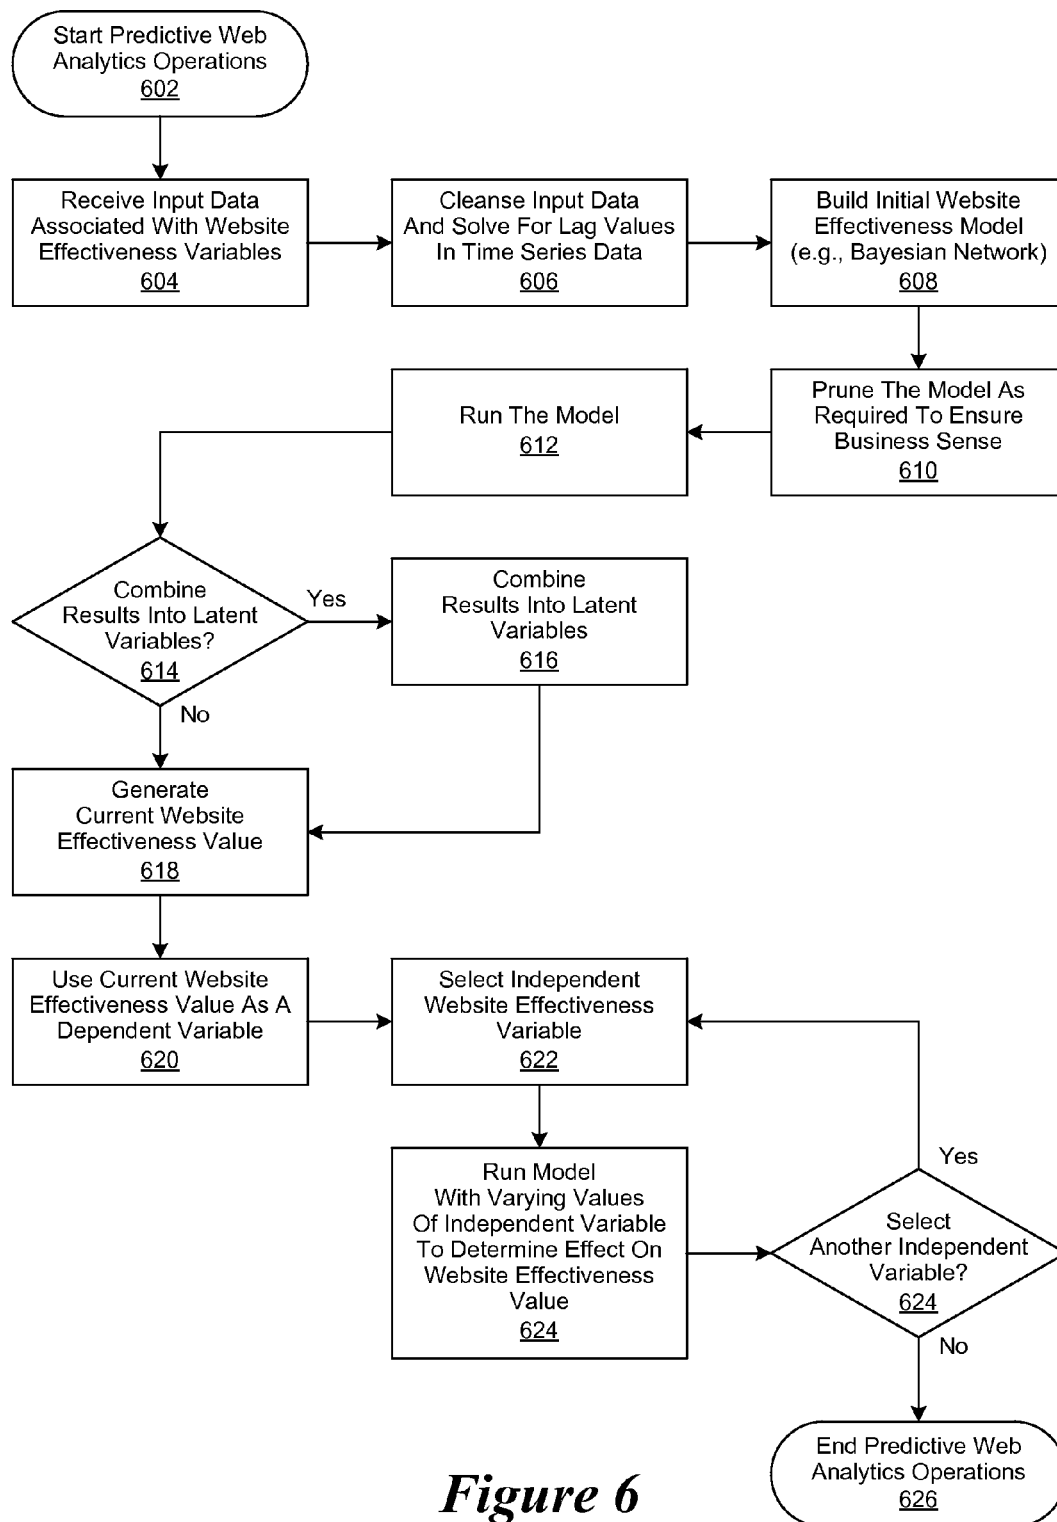 Start Predictive Web
Analytics Operations
602
Receive Input Data
Associated With Website
Effectiveness Variables
604
Cleanse Input Data
And Solve For Lag Values
In Time Series Data
606
Build Initial Website
Effectiveness Model
(e.g., Bayesian Network)
608
Prune The Model As
Required To Ensure
Business Sense
610
Run The Model
612
Combine
Results Into Latent
Variables?
614
Yes
No
Combine
Results Into Latent
Variables
616
Generate
Current Website
Effectiveness Value
618
Use Current Website
Effectiveness Value As A
Dependent Variable
620
Select Independent
Website Effectiveness
Variable
622
Run Model
With Varying Values
Of Independent Variable
To Determine Effect On
Website Effectiveness
Value
624
Yes
Select
Another Independent
Variable?
624
No
End Predictive Web
Analytics Operations
626
Figure 6